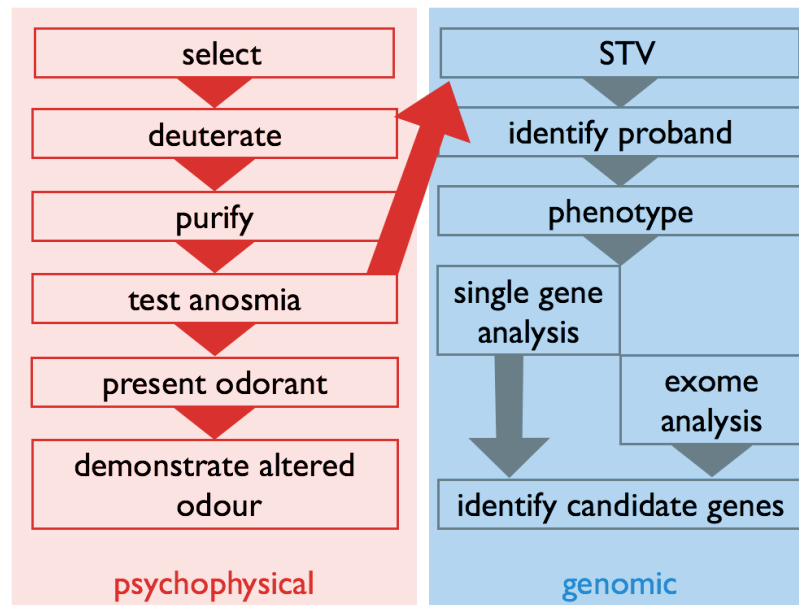 select
deuterate
purify
test anosmia
present odorant
demonstrate altered
odour
psychophysical
STV
identify proband
phenotype
single gene
analysis
exome
analysis
identify candidate genes
genomic